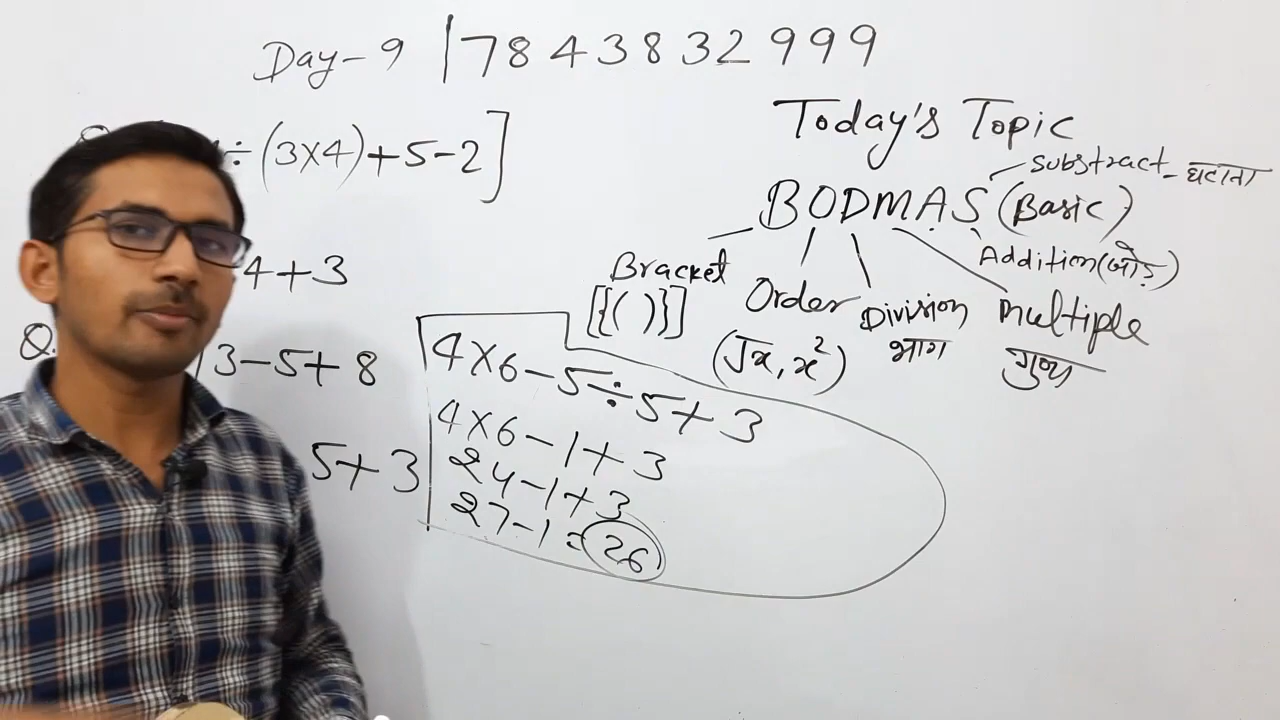 Day-9 | 7843832999
÷(3×4)+5-2]
4+3
Q.
3-5+8
5+3
Today's Topic
Substract - घटाना
BODMAS (Basic)
Addition (जोड़)
Bracket
[{( )}]
Order
(√x, x²)
Division
भाग
Multiple
गुणा
4×6-5÷5+3
4×6-1+3
24-1+3
27-1=26